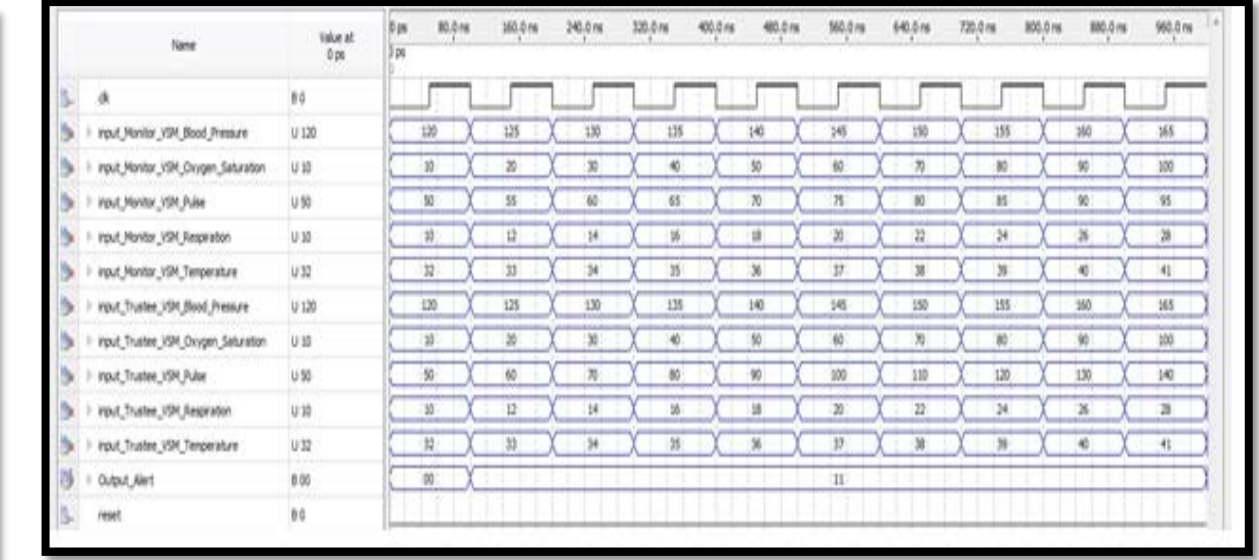 Name Value at 0 ps 0 ps 80.0 ns 160.0 ns 240.0 ns 320.0 ns 400.0 ns 480.0 ns 560.0 ns 640.0 ns 720.0 ns 800.0 ns 880.0 ns 960.0 ns
0 ps
clk B 0
input_Monitor_VSM_Blood_Pressure U 120 120 125 130 135 140 145 150 155 160 165
input_Monitor_VSM_Oxygen_Saturation U 10 10 20 30 40 50 60 70 80 90 100
input_Monitor_VSM_Pulse U 50 50 55 60 65 70 75 80 85 90 95
input_Monitor_VSM_Respiration U 10 10 12 14 16 18 20 22 24 26 28
input_Monitor_VSM_Temperature U 32 32 33 34 35 36 37 38 39 40 41
input_Trustee_VSM_Blood_Pressure U 120 120 125 130 135 140 145 150 155 160 165
input_Trustee_VSM_Oxygen_Saturation U 10 10 20 30 40 50 60 70 80 90 100
input_Trustee_VSM_Pulse U 50 50 60 70 80 90 100 110 120 130 140
input_Trustee_VSM_Respiration U 10 10 12 14 16 18 20 22 24 26 28
input_Trustee_VSM_Temperature U 32 32 33 34 35 36 37 38 39 40 41
Output_Alert B 00 00 11
reset B 0